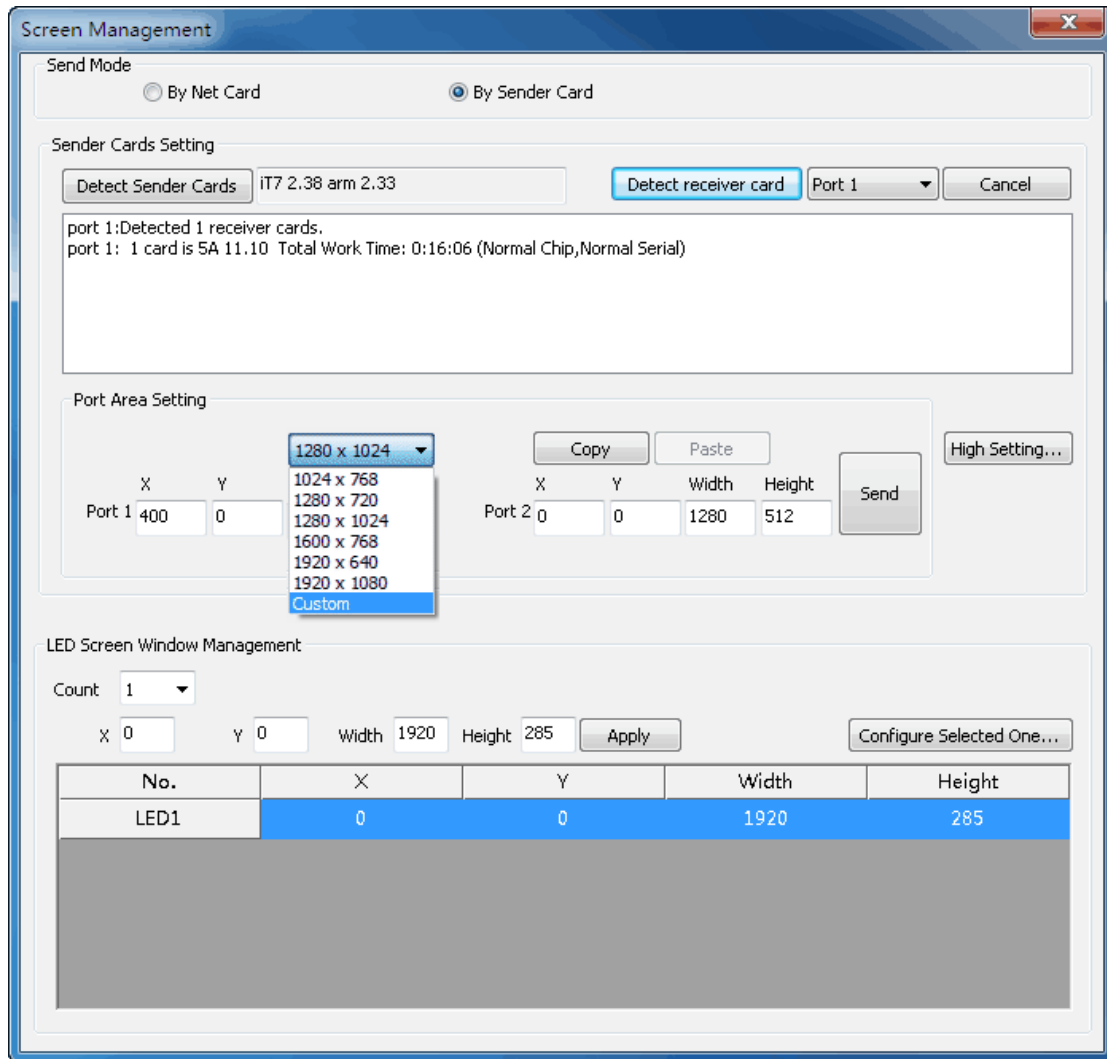 Screen Management
Send Mode
By Net Card By Sender Card
Sender Cards Setting
Detect Sender Cards iT7 2.38 arm 2.33 Detect receiver card Port 1 Cancel
port 1:Detected 1 receiver cards.
port 1: 1 card is 5A 11.10 Total Work Time: 0:16:06 (Normal Chip,Normal Serial)
Port Area Setting
1280 x 1024 Copy Paste High Setting...
1024 x 768
1280 x 720
1280 x 1024
1600 x 768
1920 x 640
1920 x 1080
Custom
X Y X Y Width Height
Port 1 400 0 Port 2 0 0 1280 512 Send
LED Screen Window Management
Count 1
X 0 Y 0 Width 1920 Height 285 Apply Configure Selected One...
No. X Y Width Height
LED1 0 0 1920 285